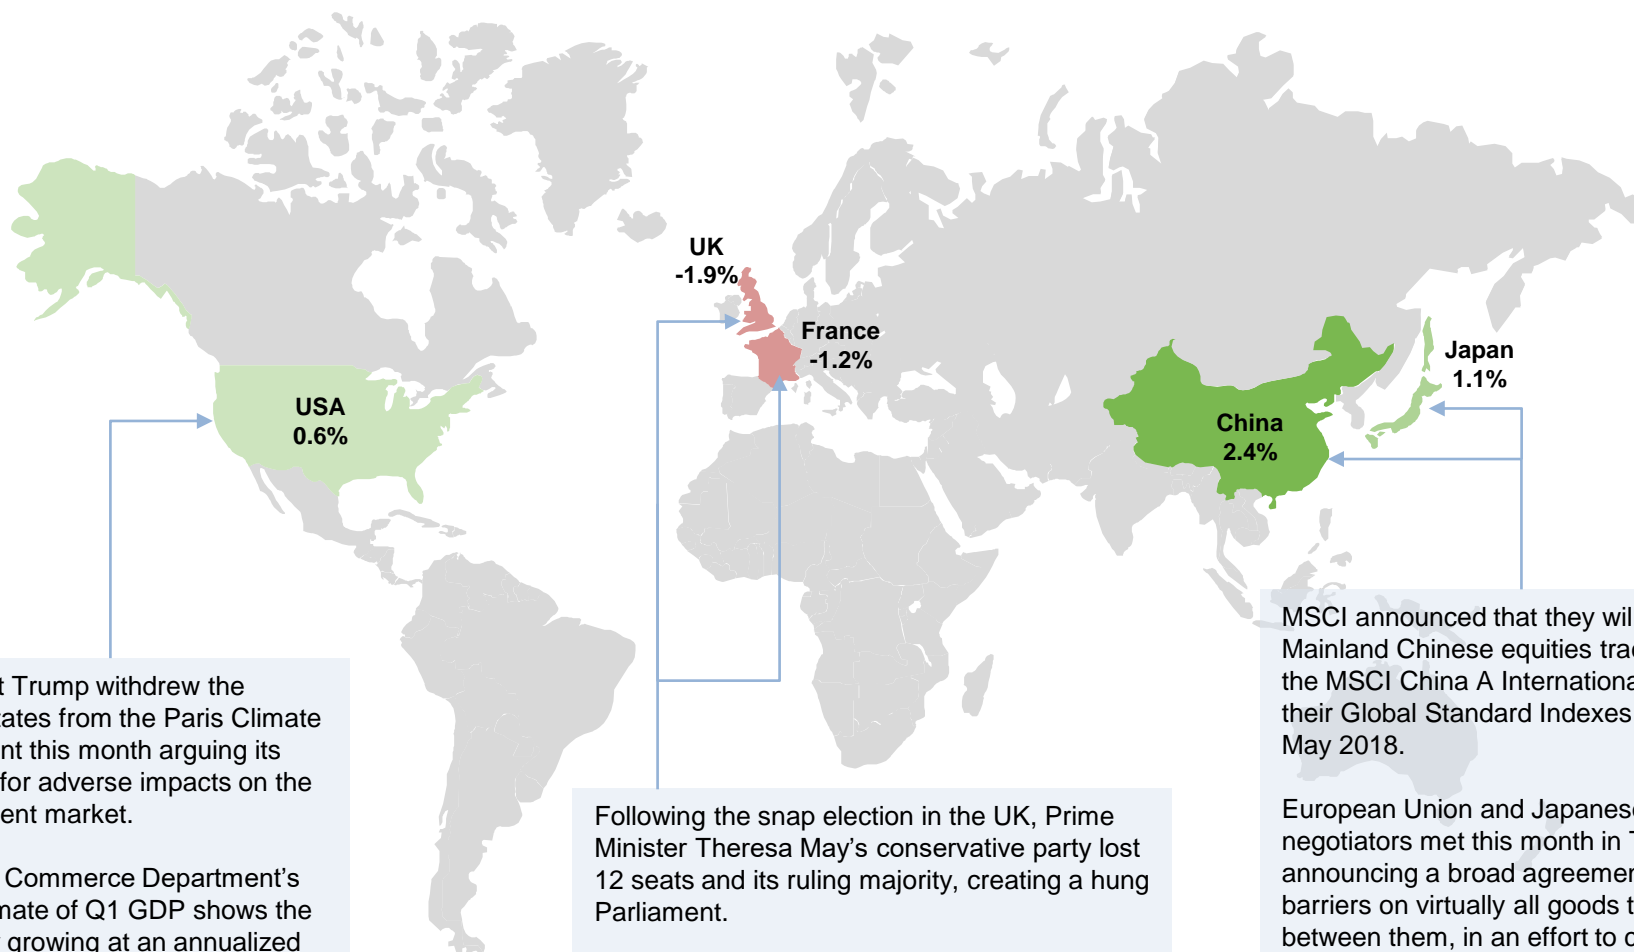 UK
-1.9%
France
-1.2%
Japan
1.1%
USA
0.6%
China
2.4%
t Trump withdrew the
ates from the Paris Climate
nt this month arguing its
for adverse impacts on the
ent market.
Commerce Department’s
mate of Q1 GDP shows the
growing at an annualized
Following the snap election in the UK, Prime
Minister Theresa May’s conservative party lost
12 seats and its ruling majority, creating a hung
Parliament.
MSCI announced that they will
Mainland Chinese equities trad
the MSCI China A Internationa
their Global Standard Indexes
May 2018.
European Union and Japanese
negotiators met this month in T
announcing a broad agreemen
barriers on virtually all goods t
between them, in an effort to c